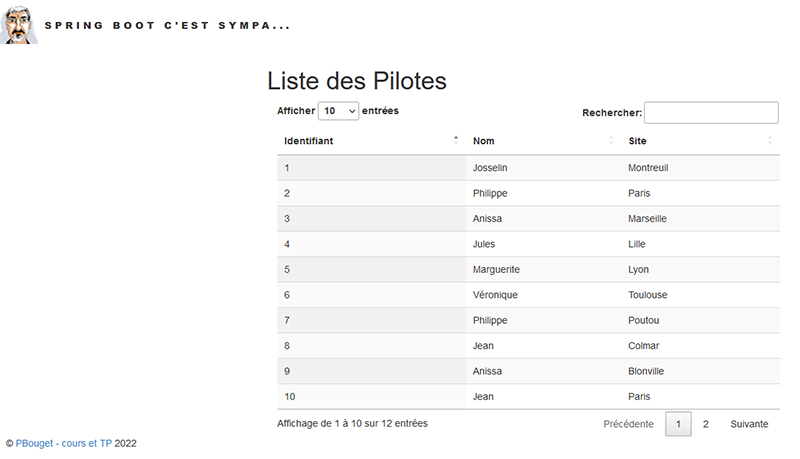 SPRING BOOT C'EST SYMPA...
Liste des Pilotes
Afficher 10 entrées Rechercher:
Identifiant Nom Site
1 Josselin Montreuil
2 Philippe Paris
3 Anissa Marseille
4 Jules Lille
5 Marguerite Lyon
6 Véronique Toulouse
7 Philippe Poutou
8 Jean Colmar
9 Anissa Blonville
10 Jean Paris
Affichage de 1 à 10 sur 12 entrées Précédente 1 2 Suivante
© PBouget - cours et TP 2022